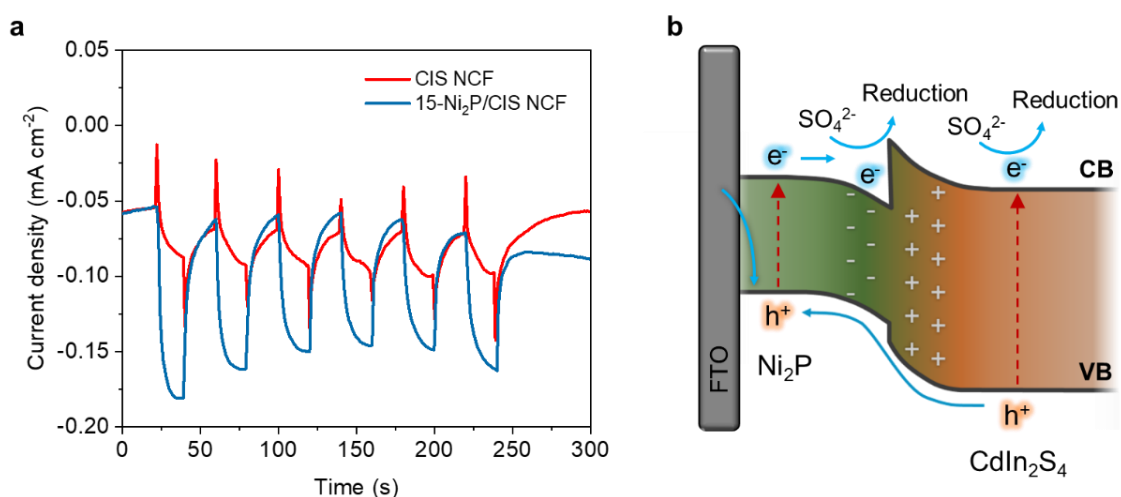 a
0.05
0.00
-0.05
-0.10
-0.15
-0.20
Current density (mA cm⁻²)
CIS NCF
15-Ni₂P/CIS NCF
0 50 100 150 200 250 300
Time (s)
b
Reduction
Reduction
SO₄²⁻
SO₄²⁻
e⁻
e⁻
e⁻
CB
h⁺
Ni₂P
FTO
VB
h⁺
CdIn₂S₄